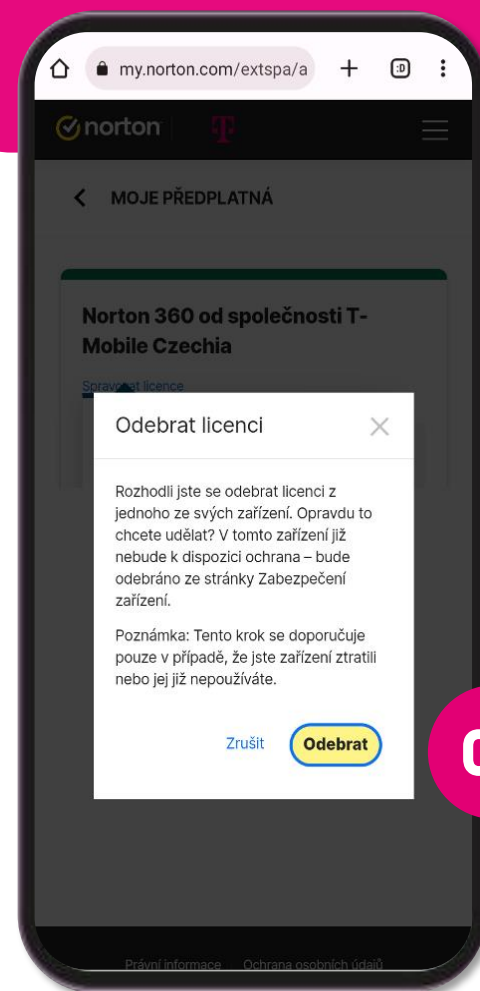 my.norton.com/extspa/a
:D
norton
MOJE PŘEDPLATNÁ
Norton 360 od společnosti T-
Mobile Czechia
Spravovat licence
Odebrat licenci
Rozhodli jste se odebrat licenci z
jednoho ze svých zařízení. Opravdu to
chcete udělat? V tomto zařízení již
nebude k dispozici ochrana – bude
odebráno ze stránky Zabezpečení
zařízení.
Poznámka: Tento krok se doporučuje
pouze v případě, že jste zařízení ztratili
nebo jej již nepoužíváte.
Zrušit Odebrat
Právní informace Ochrana osobních údajů